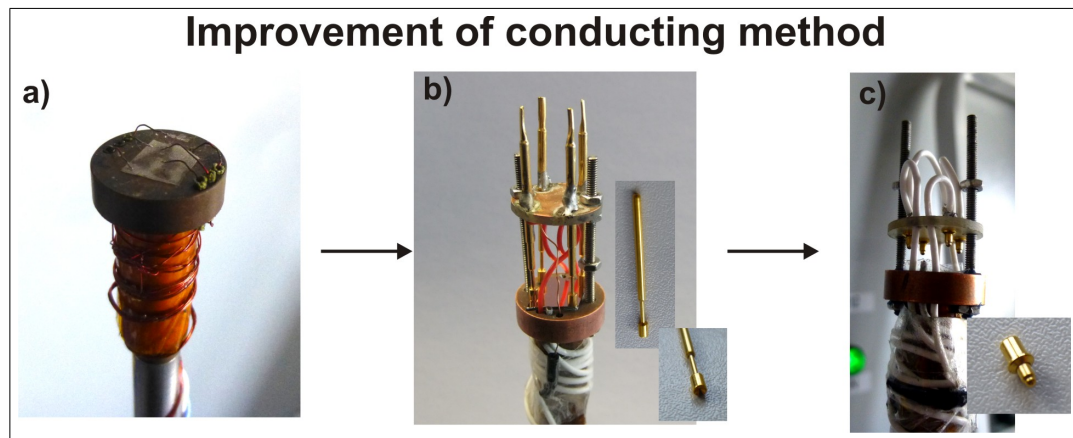 Improvement of conducting method
a)
b)
c)